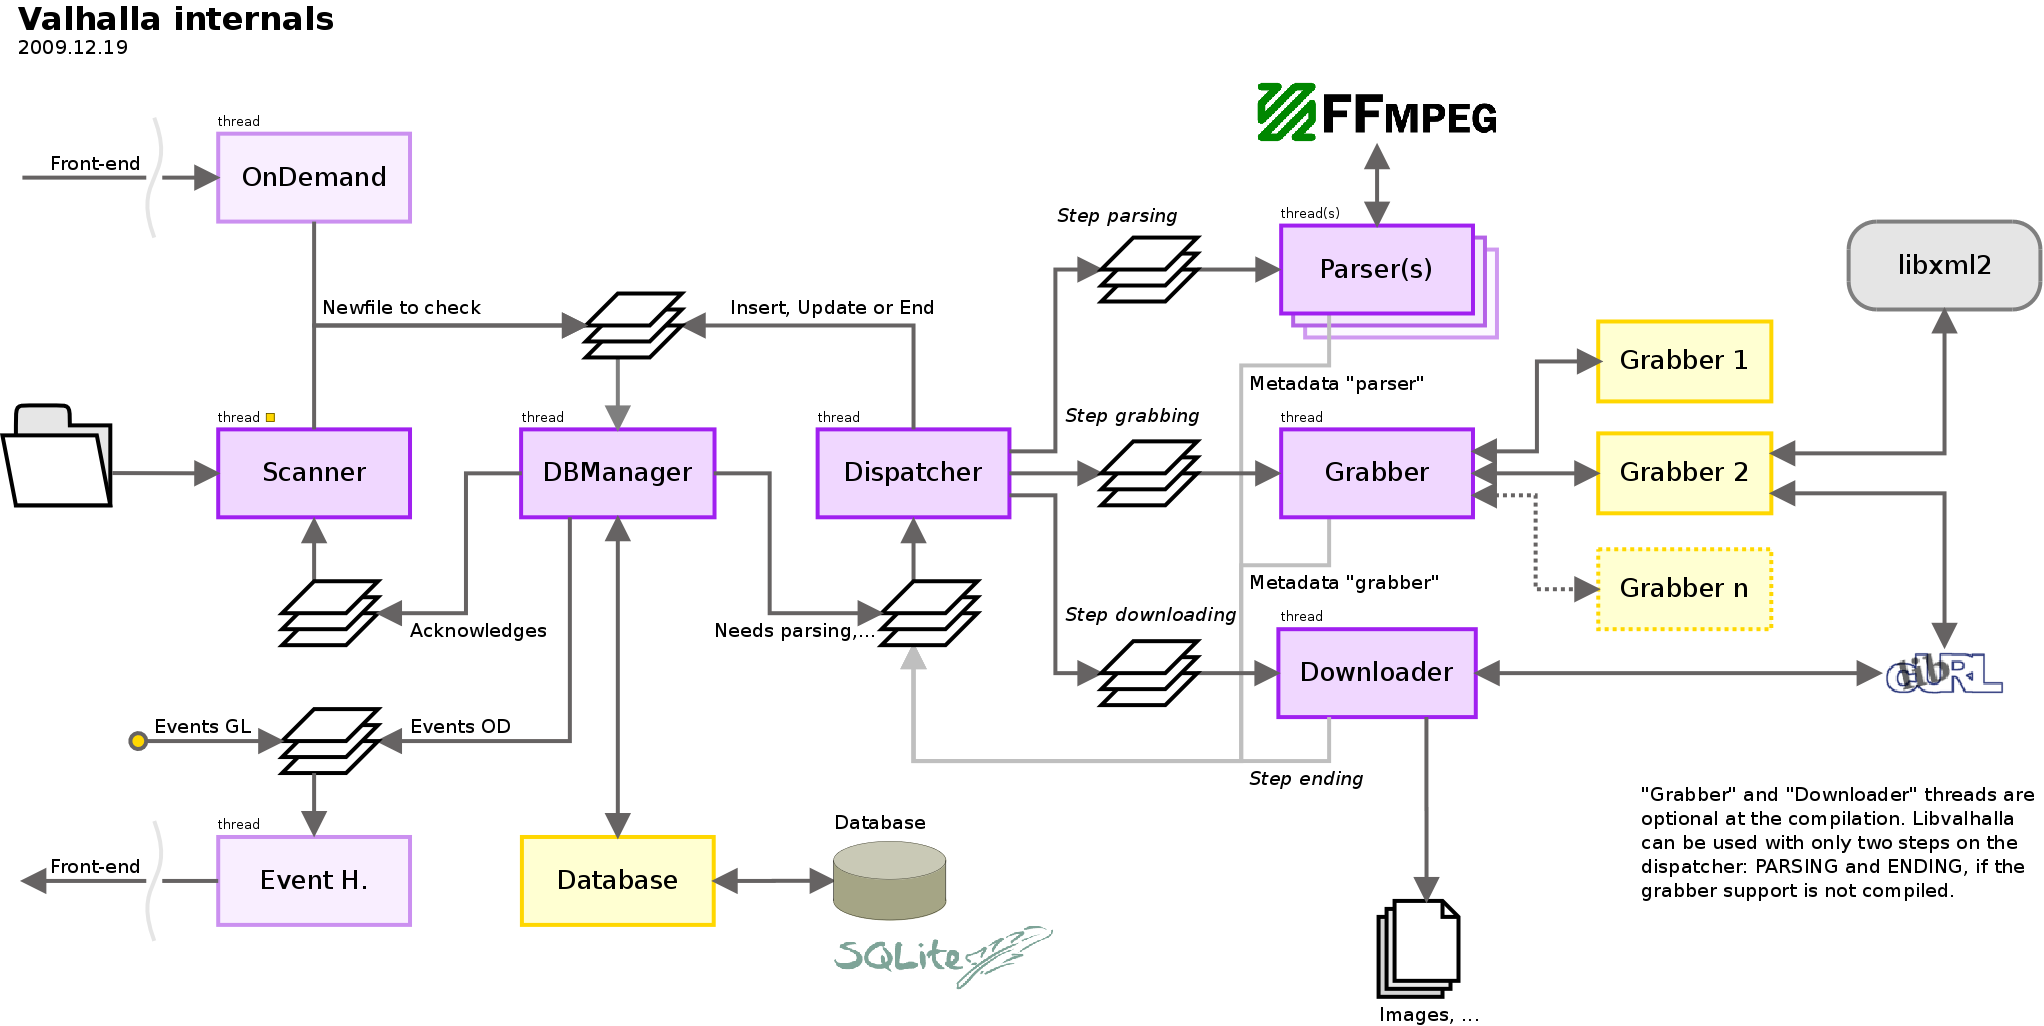 Valhalla internals
2009.12.19
thread
Front-end
OnDemand
FFMPEG
Step parsing
thread(s)
Parser(s)
libxml2
Newfile to check
Insert, Update or End
Metadata "parser"
Grabber 1
thread
Scanner
thread
DBManager
thread
Dispatcher
Step grabbing
thread
Grabber
Grabber 2
Metadata "grabber"
Grabber n
Acknowledges
Needs parsing,...
Step downloading
thread
Downloader
libcURL
Events GL
Events OD
Step ending
thread
Front-end
Event H.
Database
Database
SQLite
"Grabber" and "Downloader" threads are
optional at the compilation. Libvalhalla
can be used with only two steps on the
dispatcher: PARSING and ENDING, if the
grabber support is not compiled.
Images, ...